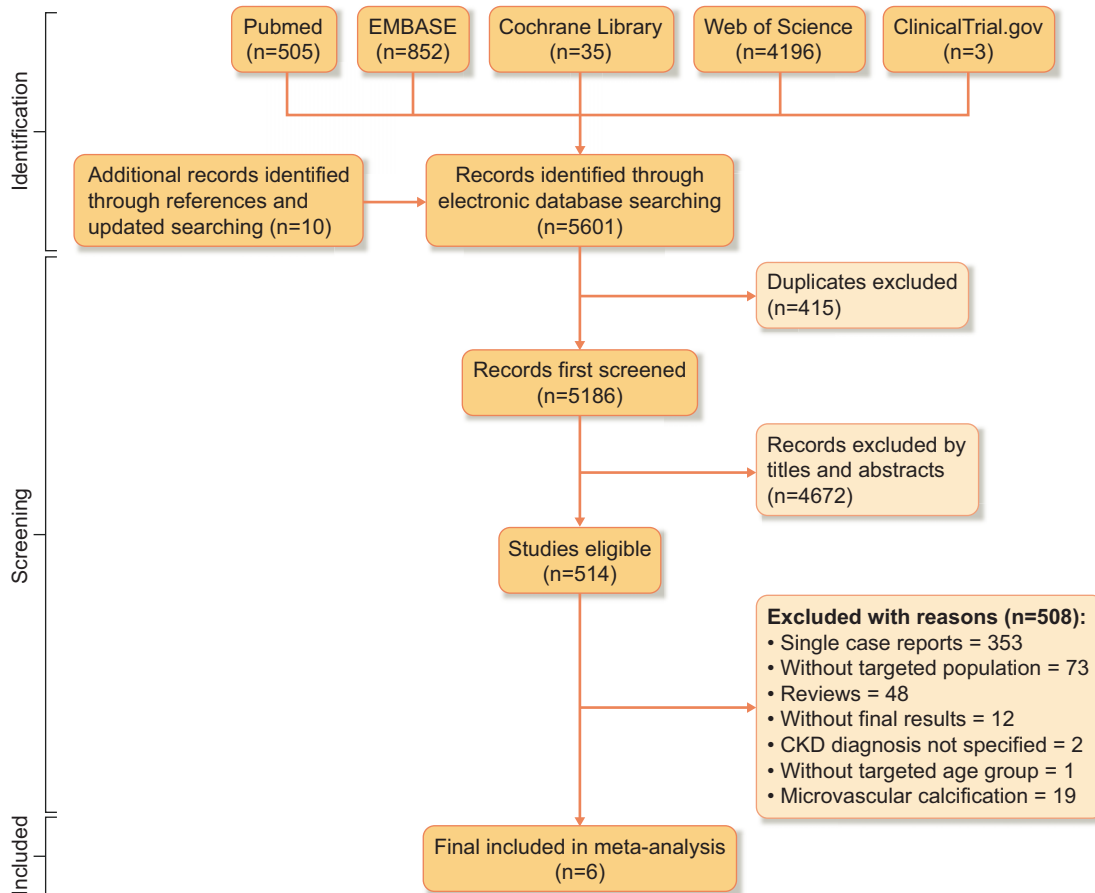 Pubmed
(n=505)
EMBASE
(n=852)
Cochrane Library
(n=35)
Web of Science
(n=4196)
ClinicalTrial.gov
(n=3)
Identification
Additional records identified
through references and
updated searching (n=10)
Records identified through
electronic database searching
(n=5601)
Duplicates excluded
(n=415)
Records first screened
(n=5186)
Records excluded by
titles and abstracts
(n=4672)
Screening
Studies eligible
(n=514)
Excluded with reasons (n=508):
• Single case reports = 353
• Without targeted population = 73
• Reviews = 48
• Without final results = 12
• CKD diagnosis not specified = 2
• Without targeted age group = 1
• Microvascular calcification = 19
Included
Final included in meta-analysis
(n=6)